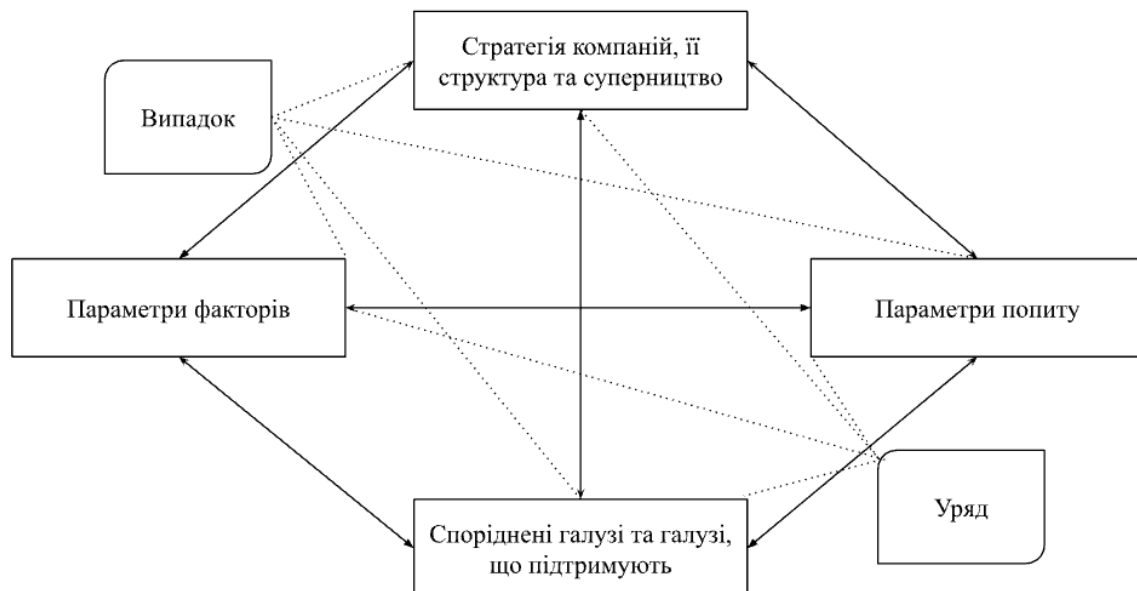 Стратегія компаній, її
структура та суперництво
Випадок
Параметри факторів
Параметри попиту
Споріднені галузі та галузі,
що підтримують
Уряд